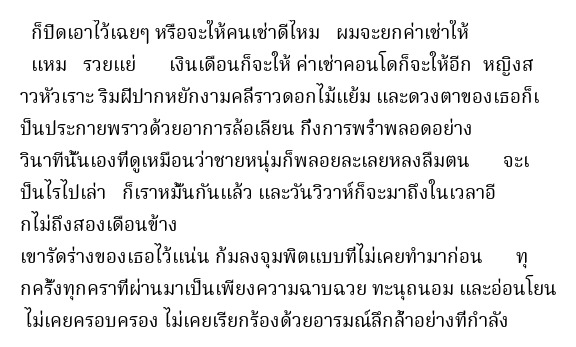 ก็ปิดเอาไว้เฉยๆ หรือจะให้คนเช่าดีไหม ผมจะยกค่าเช่าให้
แหม รวยแย่ เงินเดือนก็จะให้ ค่าเช่าคอนโดก็จะให้อีก หญิงส
าวหัวเราะ ริมฝีปากหยักงามคลี่ราวดอกไม้แย้ม และดวงตาของเธอก็เ
ป็นประกายพราวด้วยอาการล้อเลียน กึ่งการพร่ำพลอดอย่าง
วินาทีนั้นเองที่ดูเหมือนว่าชายหนุ่มก็พลอยละเลยหลงลืมตน จะเ
ป็นไรไปเล่า ก็เราหมั้นกันแล้ว และวันวิวาห์ก็จะมาถึงในเวลาอี
กไม่ถึงสองเดือนข้าง
เขารัดร่างของเธอไว้แน่น ก้มลงจุมพิตแบบที่ไม่เคยทำมาก่อน ทุ
กครั้งทุกคราที่ผ่านมาเป็นเพียงความฉาบฉวย ทะนุถนอม และอ่อนโยน
ไม่เคยครอบครอง ไม่เคยเรียกร้องด้วยอารมณ์ลึกล้ำอย่างที่กำลัง